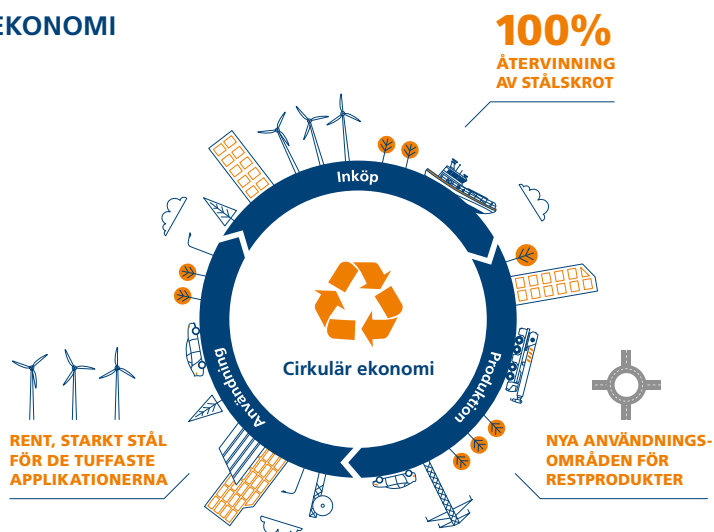 EKONOMI
100%
ÅTERVINNING
AV STÅLSKROT
Inköp
Produktion
Användning
Cirkulär ekonomi
RENT, STARKT STÅL
FÖR DE TUFFASTE
APPLIKATIONERNA
NYA ANVÄNDNINGS-
OMRÅDEN FÖR
RESTPRODUKTER